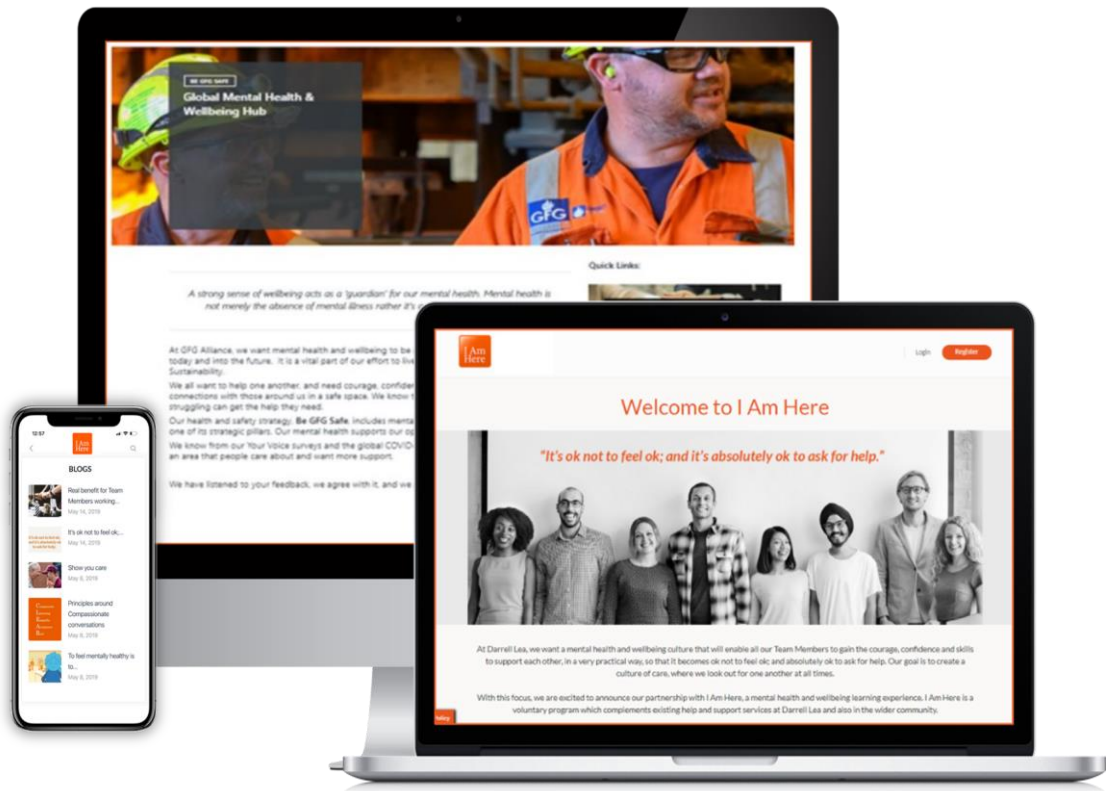 BE GFG SAFE
Global Mental Health &
Wellbeing Hub
GFG
Quick Links:
A strong sense of wellbeing acts as a 'guardian' for our mental health. Mental health is
not merely the absence of mental illness rather it's
At GFG Alliance, we want mental health and wellbeing to be
today and into the future. It is a vital part of our effort to live
Sustainability.
We all want to help one another, and need courage,
connections with those around us in a safe space. We know
struggling can get the help they need.
Our health and safety strategy, Be GFG Safe, includes
one of its strategic pillars. Our mental health supports our
We know from our Your Voice surveys and the global
an area that people care about and want more support.
We have listened to your feedback, we agree with it, and we
I Am
Here
Login
Register
Welcome to I Am Here
"It's ok not to feel ok; and it's absolutely ok to ask for help."
At Darrell Lea, we want a mental health and wellbeing culture that will enable all our Team Members to gain the courage, confidence and skills
to support each other, in a very practical way, so that it becomes ok not to feel ok; and absolutely ok to ask for help. Our goal is to create a
culture of care, where we look out for one another at all times.
With this focus, we are excited to announce our partnership with I Am Here, a mental health and wellbeing learning experience. I Am Here is a
voluntary program which complements existing help and support services at Darrell Lea and also in the wider community.
12:57
I Am
Here
BLOGS
Real benefit for Team
Members working...
May 14, 2019
It's ok not to feel ok;...
May 14, 2019
Show you care
May 8, 2019
Principles around
Compassionate
conversations
May 8, 2019
To feel mentally healthy is
to...
May 8, 2019